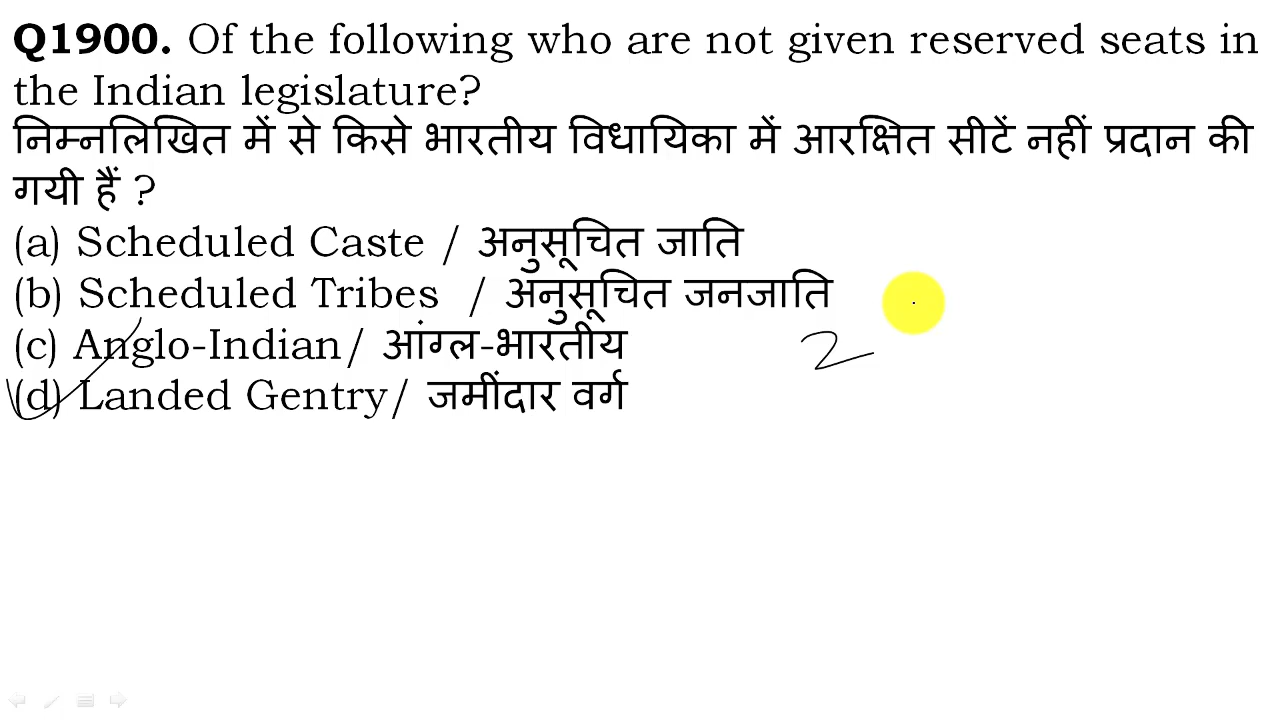 Q1900. Of the following who are not given reserved seats in
the Indian legislature?
निम्नलिखित में से किसे भारतीय विधायिका में आरक्षित सीटें नहीं प्रदान की
गयी हैं ?
(a) Scheduled Caste / अनुसूचित जाति
(b) Scheduled Tribes / अनुसूचित जनजाति
(c) Anglo-Indian/ आंग्ल-भारतीय
2
(d) Landed Gentry/ जमींदार वर्ग